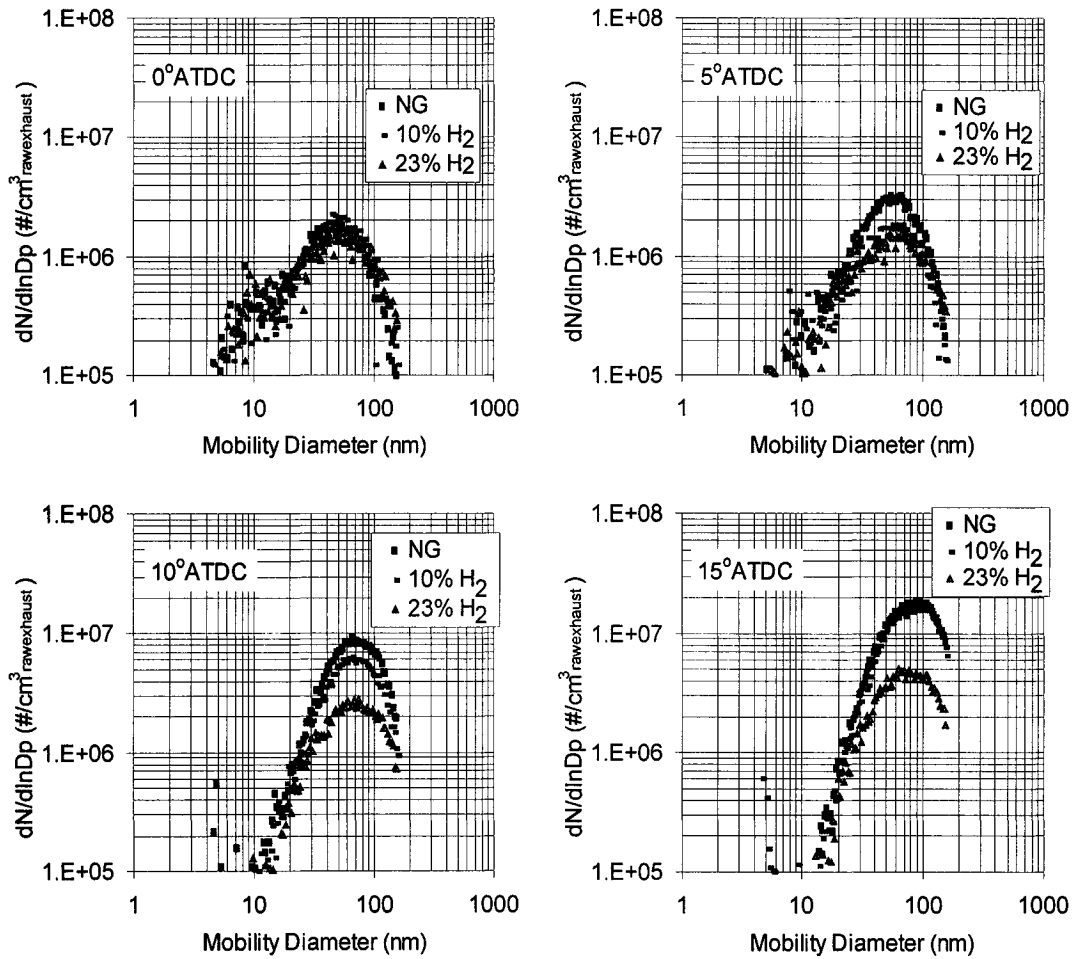 1.E+08
1.E+07
1.E+06
1.E+05
0°ATDC
NG
10% H2
23% H2
dN/dlnDp (#/cm3rawexhaust)
1 10 100 1000
Mobility Diameter (nm)
1.E+08
1.E+07
1.E+06
1.E+05
5°ATDC
NG
10% H2
23% H2
dN/dlnDp (#/cm3rawexhaust)
1 10 100 1000
Mobility Diameter (nm)
1.E+08
1.E+07
1.E+06
1.E+05
10°ATDC
NG
10% H2
23% H2
dN/dlnDp (#/cm3rawexhaust)
1 10 100 1000
Mobility Diameter (nm)
1.E+08
1.E+07
1.E+06
1.E+05
15°ATDC
NG
10% H2
23% H2
dN/dlnDp (#/cm3rawexhaust)
1 10 100 1000
Mobility Diameter (nm)